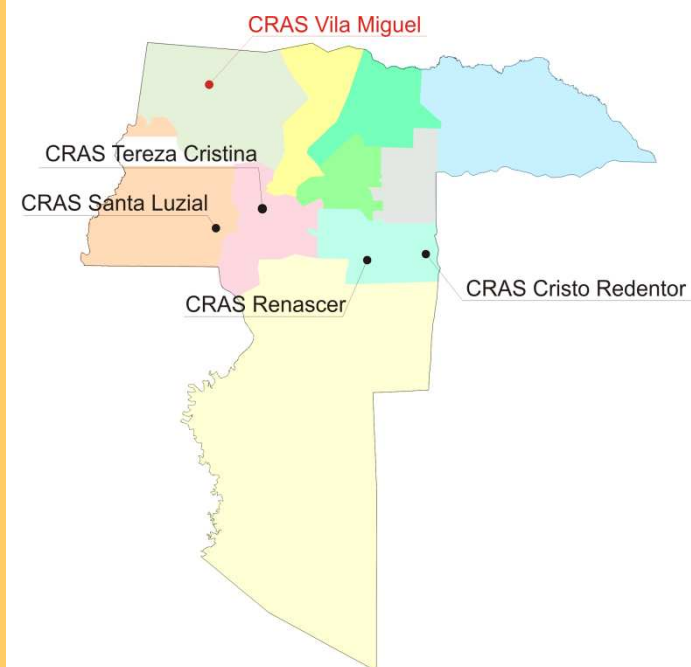 CRAS Vila Miguel
CRAS Tereza Cristina
CRAS Santa Luzial
CRAS Renascer
CRAS Cristo Redentor